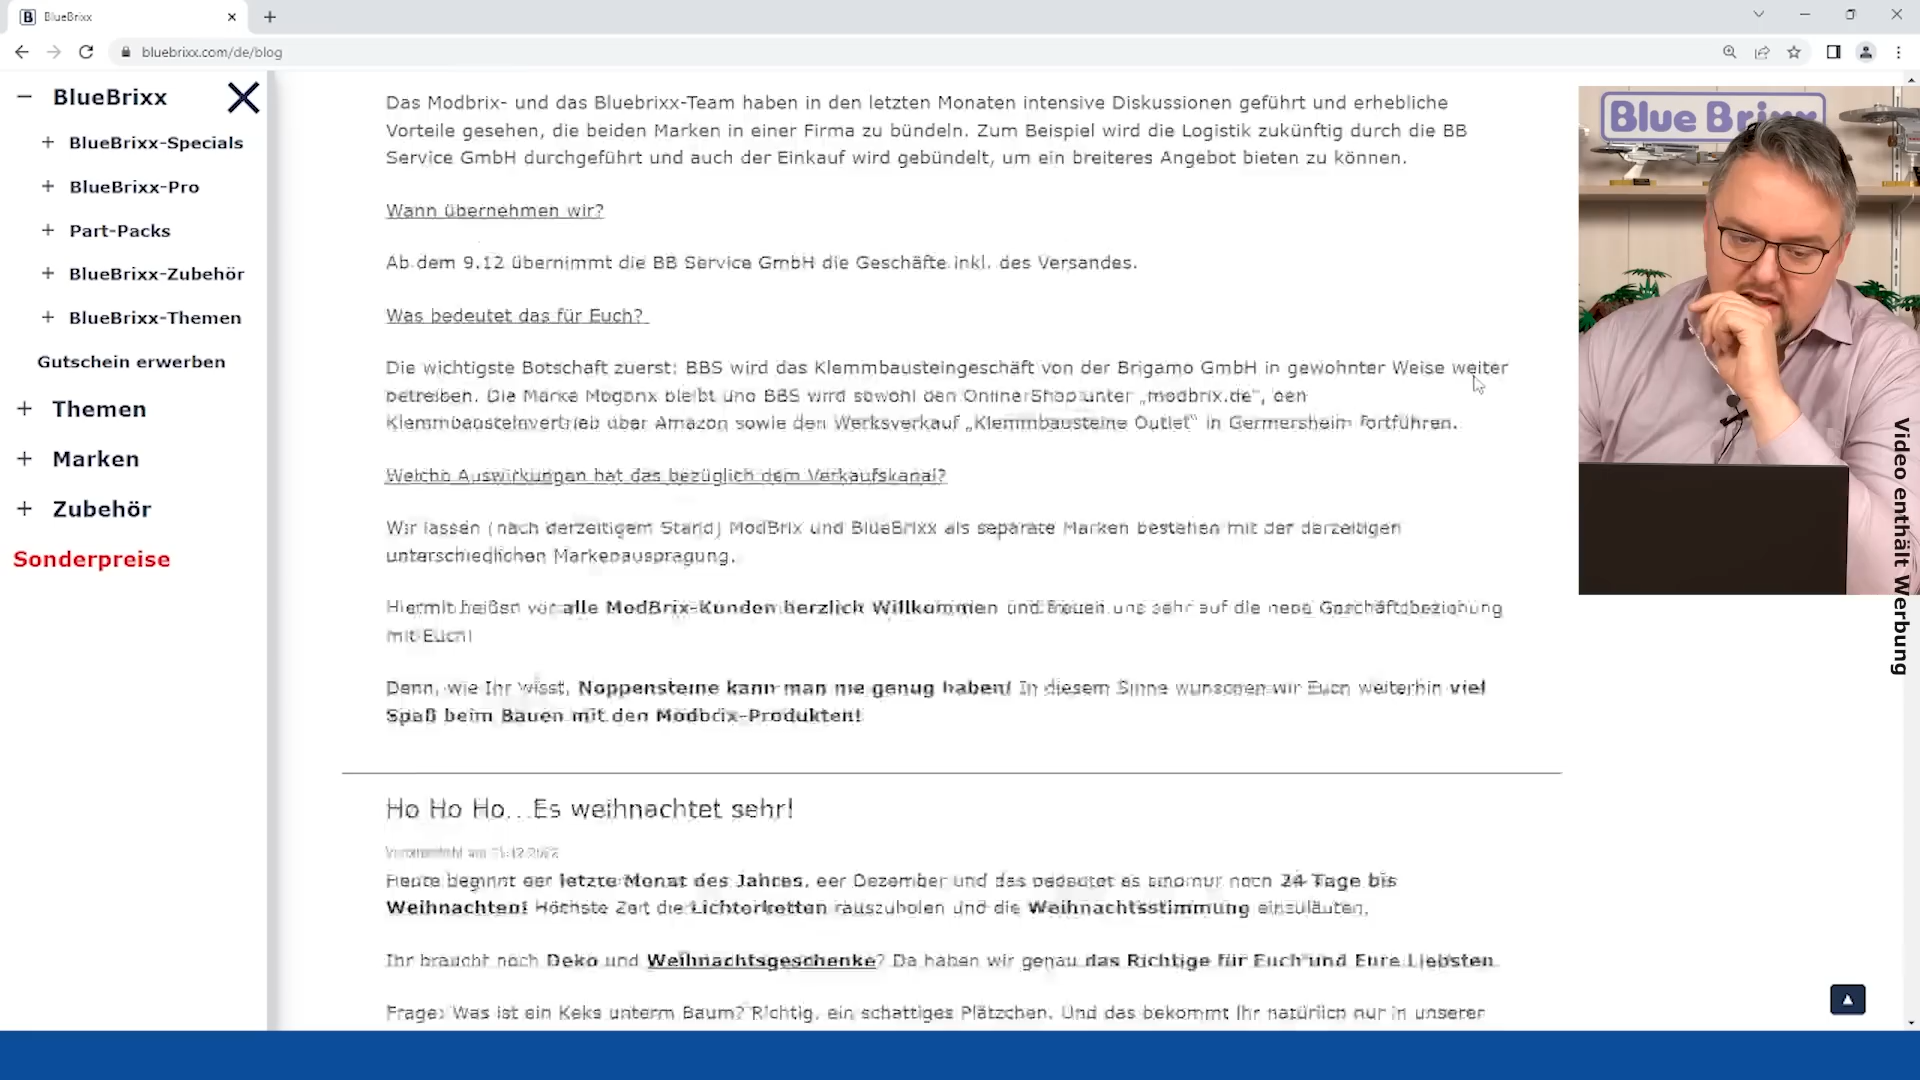 BlueBrixx
bluebrixx.com/de/blog
BlueBrixx
BlueBrixx-Specials
BlueBrixx-Pro
Part-Packs
BlueBrixx-Zubehör
BlueBrixx-Themen
Gutschein erwerben
Themen
Marken
Zubehör
Sonderpreise
Das Modbrix- und das Bluebrixx-Team haben in den letzten Monaten intensive Diskussionen geführt und erhebliche
Vorteile gesehen, die beiden Marken in einer Firma zu bündeln. Zum Beispiel wird die Logistik zukünftig durch die BB
Service GmbH durchgeführt und auch der Einkauf wird gebündelt, um ein breiteres Angebot bieten zu können.
Wann übernehmen wir?
Ab dem 9.12 übernimmt die BB Service GmbH die Geschäfte inkl. des Versandes.
Was bedeutet das für Euch?
Die wichtigste Botschaft zuerst: BBS wird das Klemmbausteingeschäft von der Brigamo GmbH in gewohnter Weise weiter
betreiben. Die Marke bleibt und BBS wird sowohl den Online Shop unter „modbrix.de“, den
Klemmbausteinvertrieb über Amazon sowie den Werksverkauf „Klemmbausteine Outlet“ in Germersheim fortführen.
Welche Auswirkungen hat das bezüglich dem Verkaufskanal?
Wir lassen (nach derzeitigem Stand) ModBrix und BlueBrixx als separate Marken bestehen mit der derzeitigen
unterschiedlichen Markenausprägung.
Hiermit heißen wir alle ModBrix-Kunden herzlich Willkommen und freuen uns sehr auf die neue Geschäftsbeziehung
mit Euch!
Denn, wie Ihr wisst, Noppensteine kann man nie genug haben! In diesem Sinne wünschen wir Euch weiterhin viel
Spaß beim Bauen mit den Modbrix-Produkten!
Ho Ho Ho...Es weihnachtet sehr!
Heute beginnt der letzte Monat des Jahres, der Dezember und das bedeutet es sind nur noch 24 Tage bis
Weihnachten! Höchste Zeit die Lichterketten rauszuholen und die Weihnachtsstimmung einzuläuten.
Ihr braucht noch Deko und Weihnachtsgeschenke? Da haben wir genau das Richtige für Euch und Eure Liebsten.
Frage: Was ist ein Keks unterm Baum? Richtig, ein schattiges Plätzchen. Und das bekommt Ihr natürlich nur in unserer
Blue Brixx
Video enthält Werbung